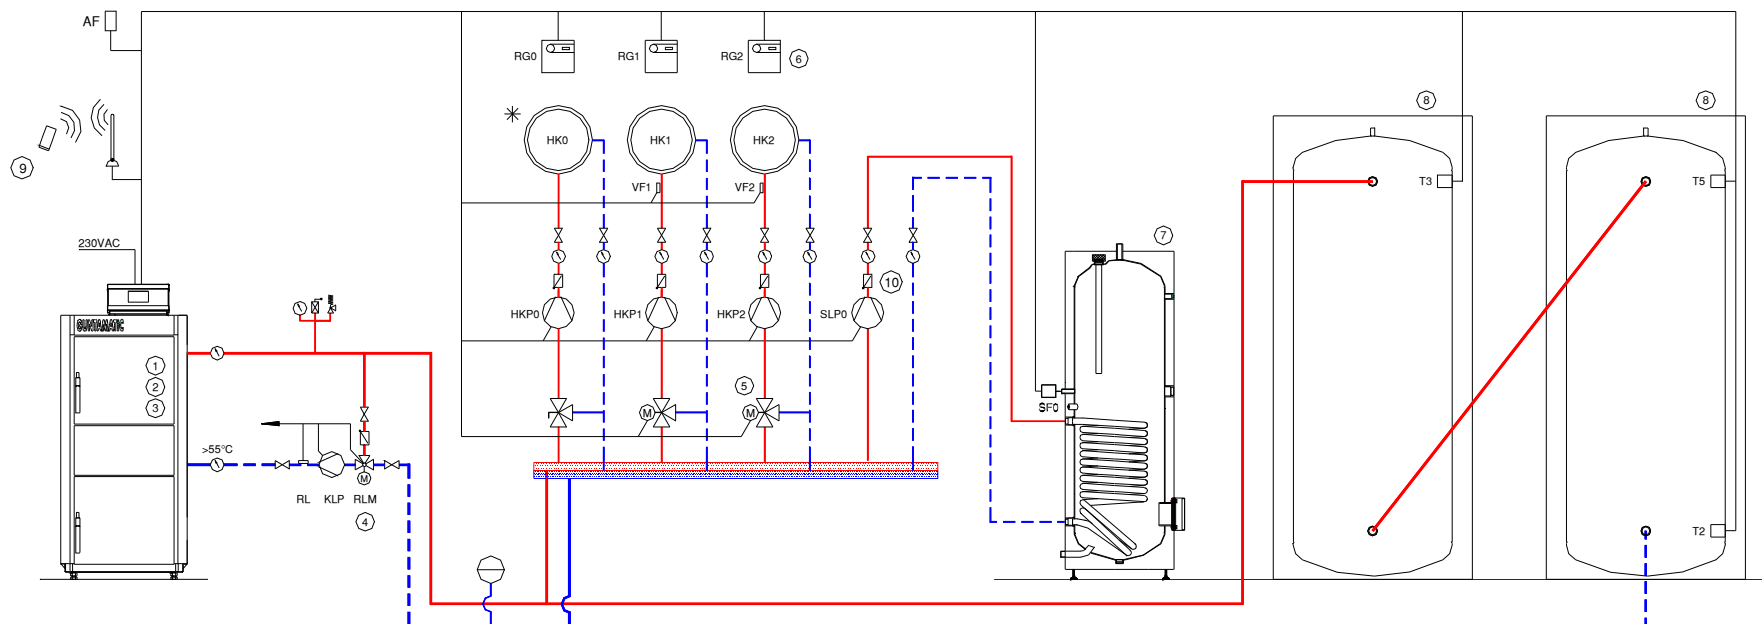 AF
RG0 RG1 RG2 6
8 8
HK0 HK1 HK2
9
VF1 VF2
T3 T5
230VAC
7
10
HKP0 HKP1 HKP2 SLP0
GUNTAMATIC
1
2
3
5
SF0
M M
>55°C
M
RL KLP RLM
4
T2